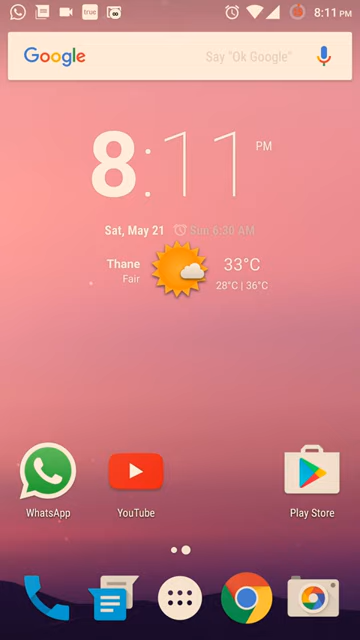 true
8:11 PM
Google
Say "Ok Google"
8:11 PM
Sat, May 21
Sun 6:30 AM
Thane
Fair
33°C
28°C | 36°C
WhatsApp
YouTube
Play Store